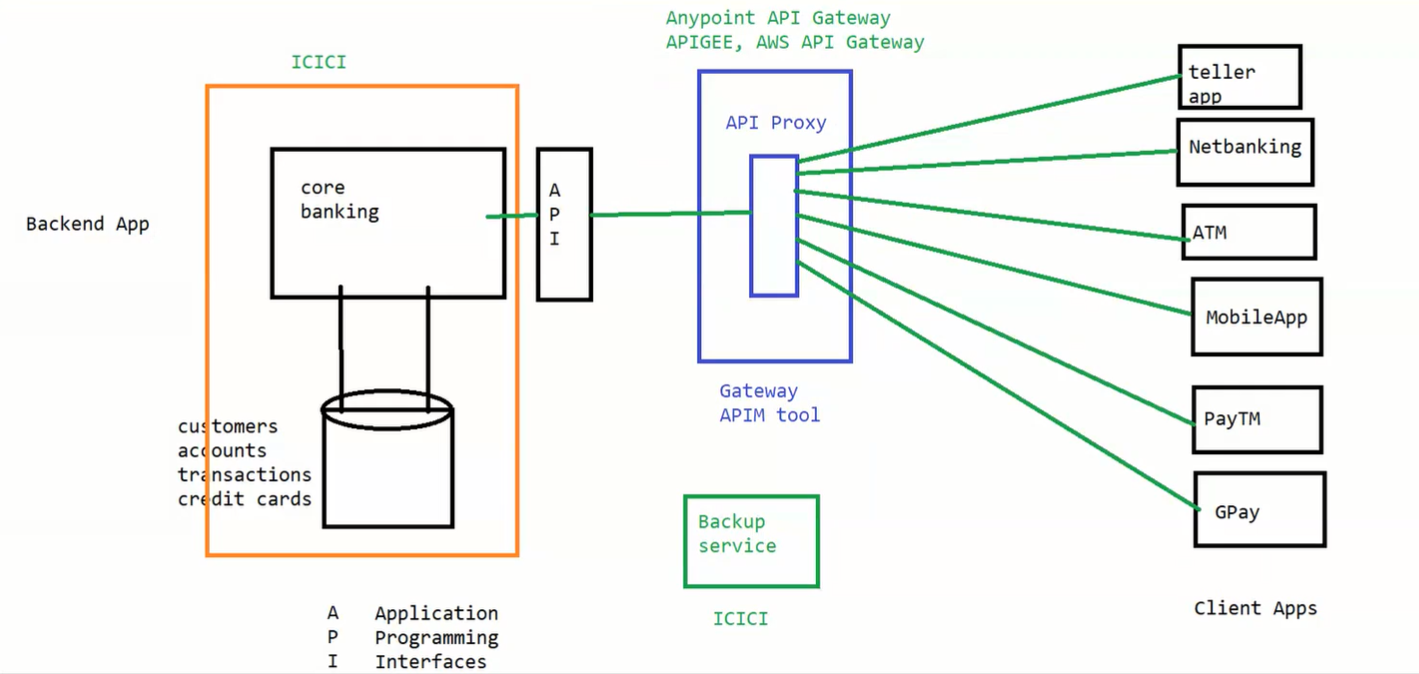 Anypoint API Gateway
APIGEE, AWS API Gateway
ICICI
Backend App
core
banking
A
P
I
API Proxy
Gateway
APIM tool
customers
accounts
transactions
credit cards
Backup
service
ICICI
A Application
P Programming
I Interfaces
teller
app
Netbanking
ATM
MobileApp
PayTM
GPay
Client Apps